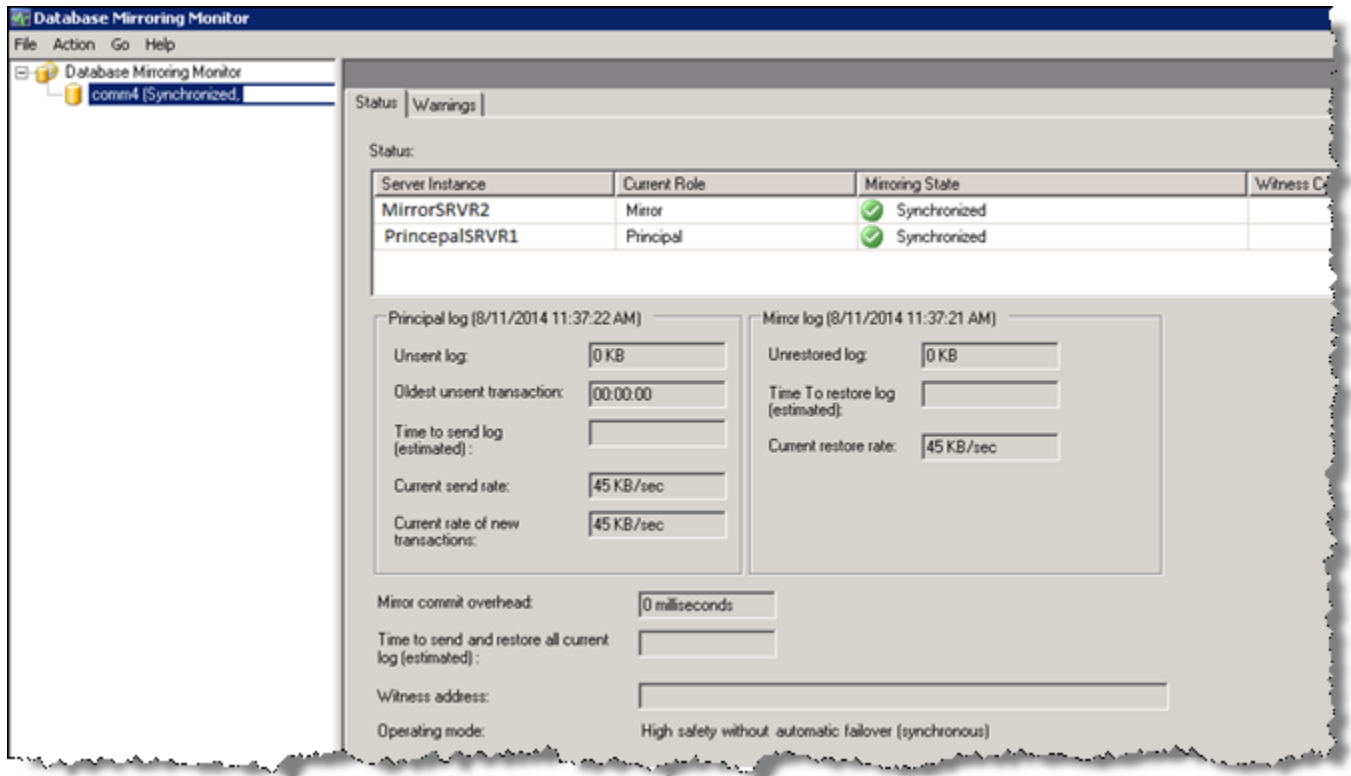 Database Mirroring Monitor
File Action Go Help
Database Mirroring Monitor
comm4 (Synchronized,
Status Warnings
Status:
Server Instance Current Role Mirroring State Witness
MirrorSRVR2 Mirror Synchronized
PrincepalSRVR1 Principal Synchronized
Principal log (8/11/2014 11:37:22 AM) Mirror log (8/11/2014 11:37:21 AM)
Unsent log: 0 KB Unrestored log: 0 KB
Oldest unsent transaction: 00:00:00 Time To restore log
(estimated):
Time to send log
(estimated) :
Current restore rate: 45 KB/sec
Current send rate: 45 KB/sec
Current rate of new 45 KB/sec
transactions:
Mirror commit overhead: 0 milliseconds
Time to send and restore all current
log (estimated) :
Witness address:
Operating mode: High safety without automatic failover (synchronous)